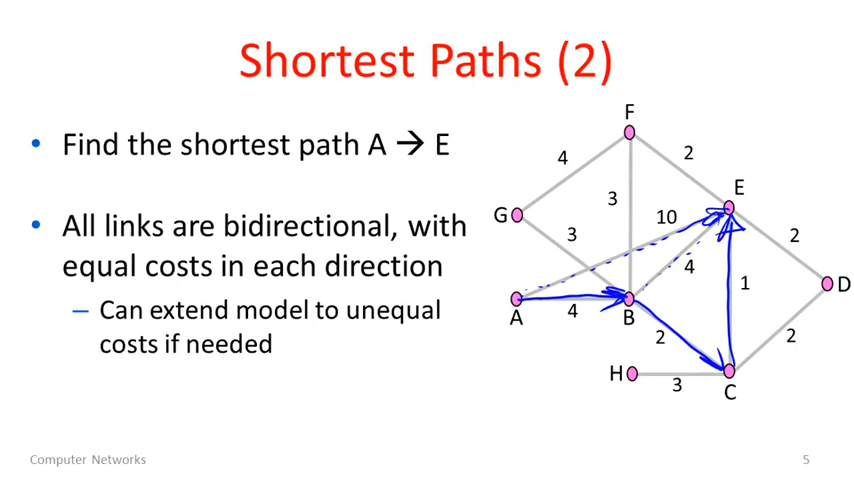 Shortest Paths (2)
• Find the shortest path A → E
• All links are bidirectional, with
equal costs in each direction
– Can extend model to unequal
costs if needed
F
4
2
E
3
10
G
3
2
4
1
D
A
4
B
2
2
H
3
C
Computer Networks
5